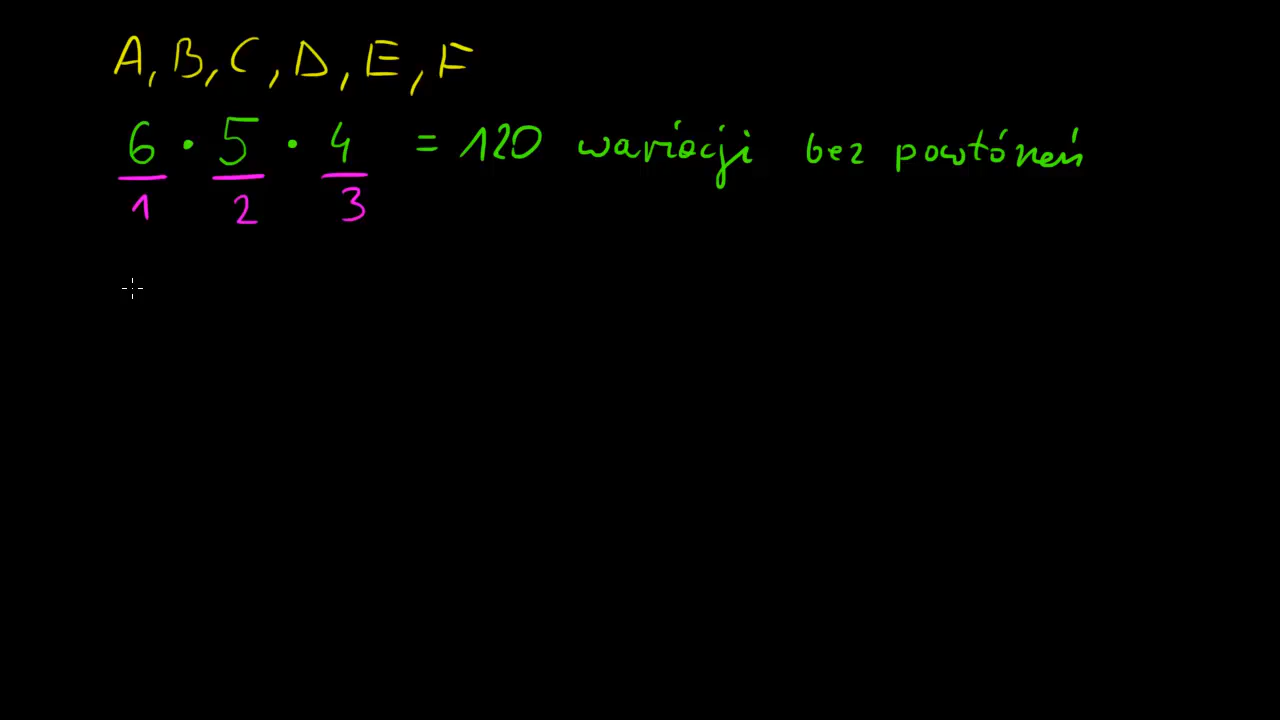 A, B, C, D, E, F
6 · 5 · 4 = 120 wariacji bez powtórzeń
1 2 3